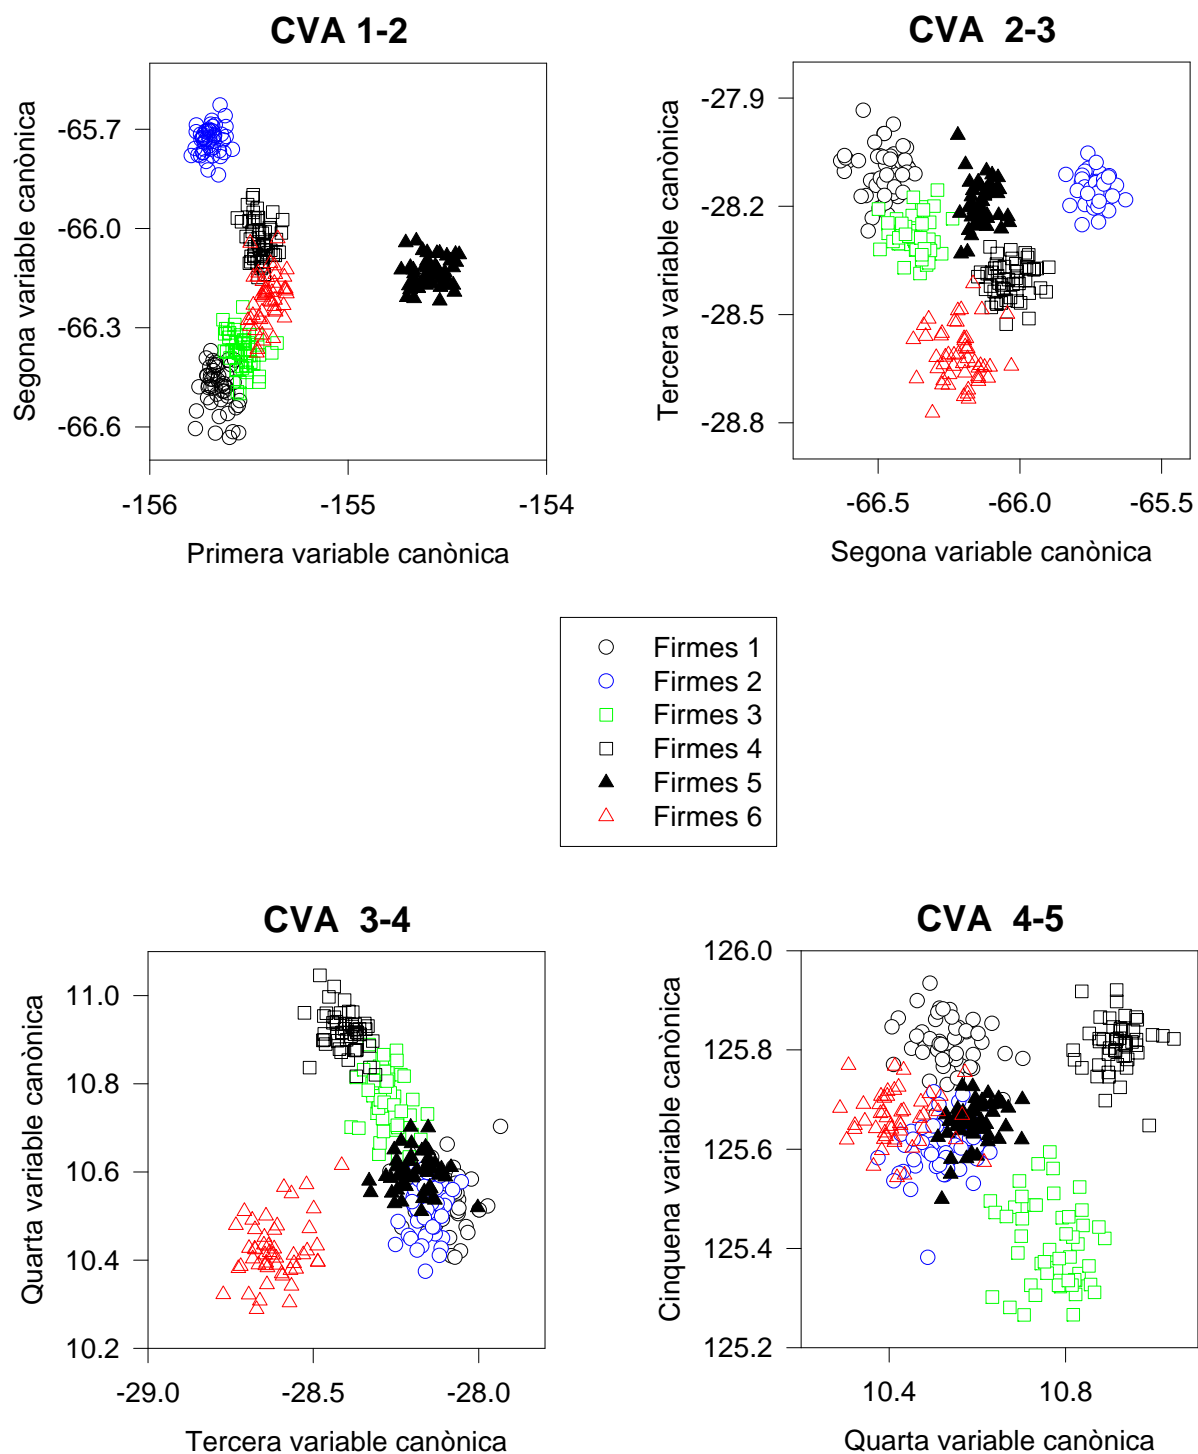 CVA 1-2
Segona variable canònica
-65.7
-66.0
-66.3
-66.6
-156
-155
-154
Primera variable canònica
CVA 2-3
Tercera variable canònica
-27.9
-28.2
-28.5
-28.8
-66.5
-66.0
-65.5
Segona variable canònica
Firmes 1
Firmes 2
Firmes 3
Firmes 4
Firmes 5
Firmes 6
CVA 3-4
Quarta variable canònica
11.0
10.8
10.6
10.4
10.2
-29.0
-28.5
-28.0
Tercera variable canònica
CVA 4-5
Cinquena variable canònica
126.0
125.8
125.6
125.4
125.2
10.4
10.8
Quarta variable canònica